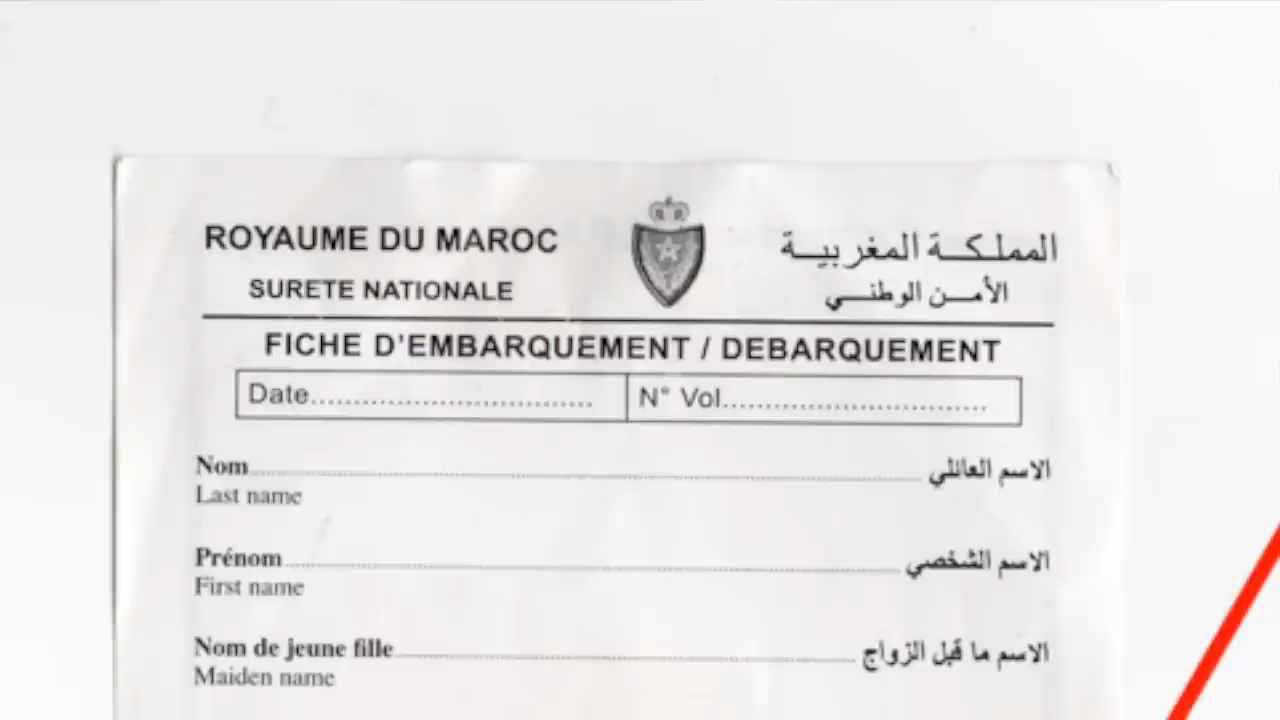 ROYAUME DU MAROC المملكة المغربية
SURETE NATIONALE الأمن الوطني
FICHE D'EMBARQUEMENT / DEBARQUEMENT
Date................................ N° Vol..............................
Nom الاسم العائلي
Last name
Prénom الاسم الشخصي
First name
Nom de jeune fille الاسم ما قبل الزواج
Maiden name